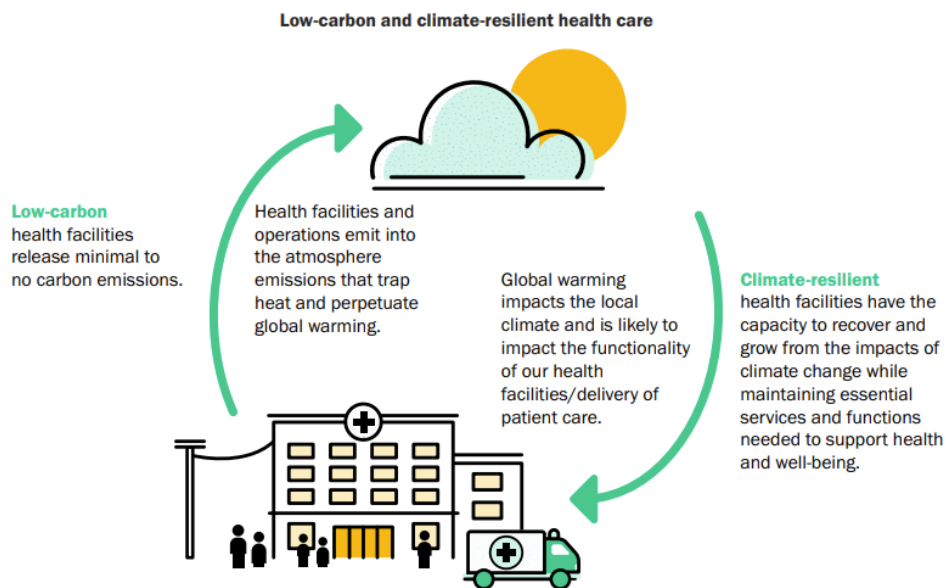 Low-carbon and climate-resilient health care
Low-carbon
health facilities
release minimal to
no carbon emissions.
Health facilities and
operations emit into
the atmosphere
emissions that trap
heat and perpetuate
global warming.
Global warming
impacts the local
climate and is likely to
impact the functionality
of our health
facilities/delivery of
patient care.
Climate-resilient
health facilities have the
capacity to recover and
grow from the impacts of
climate change while
maintaining essential
services and functions
needed to support health
and well-being.